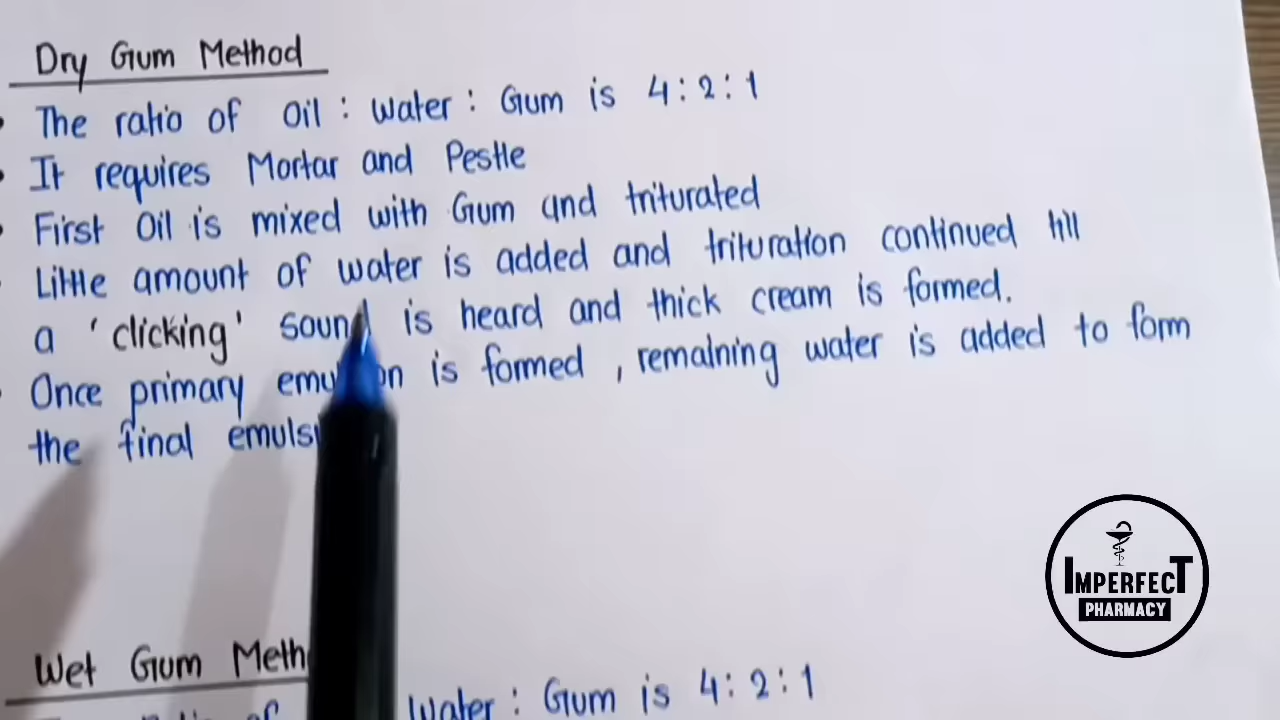 Dry Gum Method
The ratio of Oil : Water : Gum is 4 : 2 : 1
It requires Mortar and Pestle
First Oil is mixed with Gum and triturated
Little amount of water is added and trituration continued till
a 'clicking' sound is heard and thick cream is formed.
Once primary is formed , remaining water is added to form
the final
IMPERFECT
PHARMACY
Wet Gum
of Water : Gum is 4 : 2 : 1